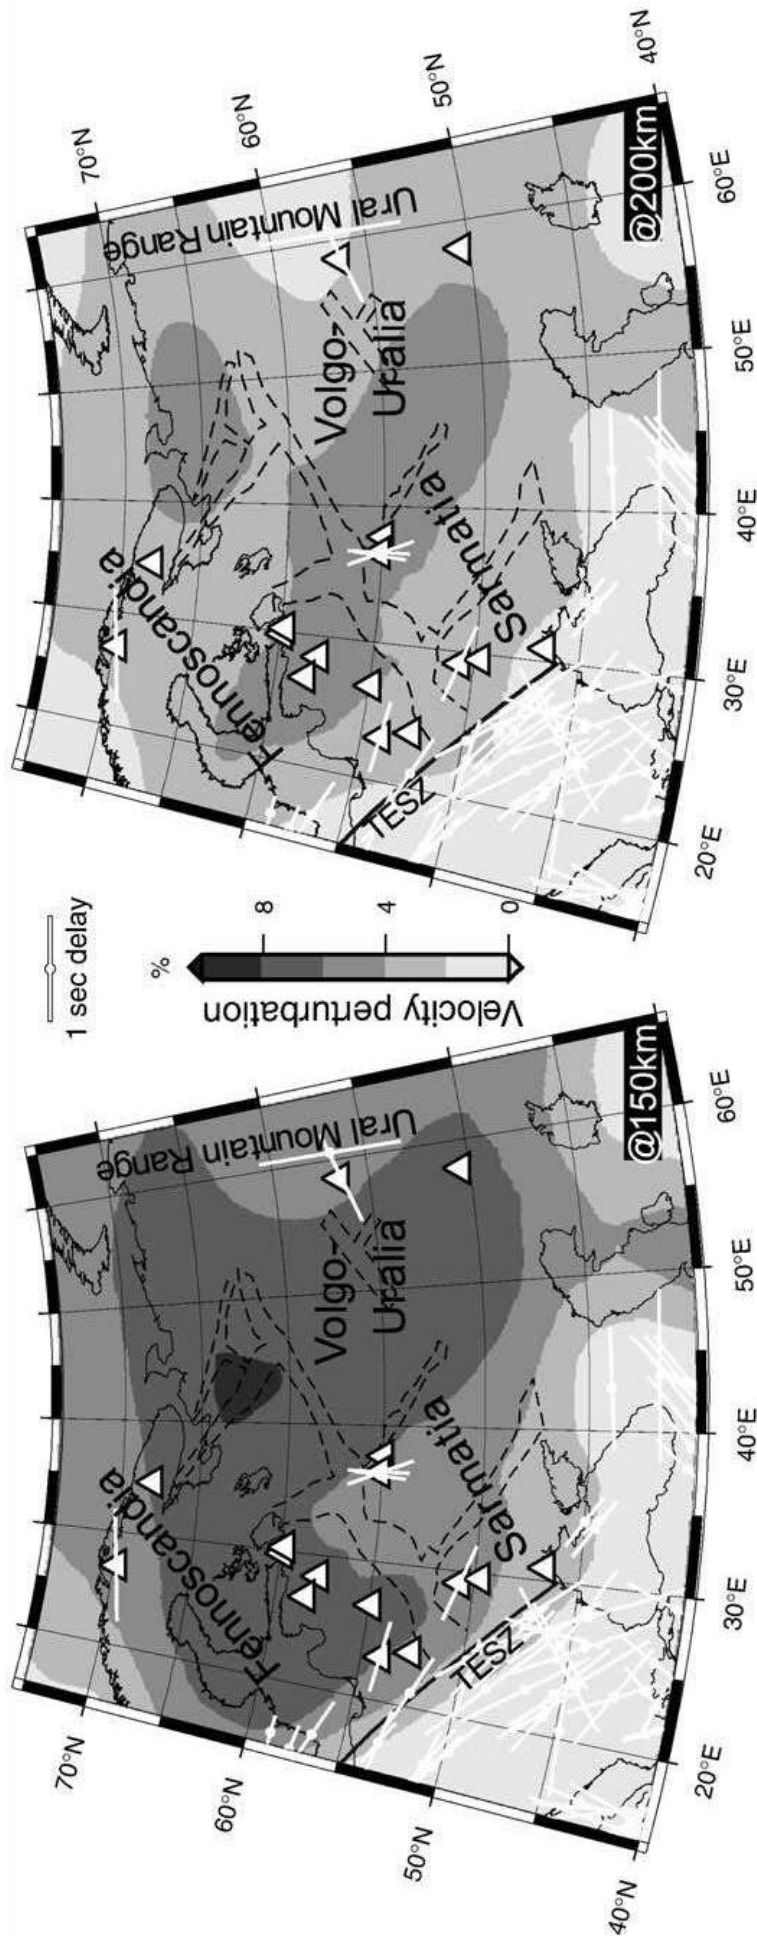 70°N
60°N
50°N
40°N
20°E
30°E
40°E
50°E
60°E
Fennoscandia
Volgo-
Uralia
Sarmatia
TESZ
Ural Mountain Range
@150km
1 sec delay
%
8
4
0
Velocity perturbation
70°N
60°N
50°N
40°N
20°E
30°E
40°E
50°E
60°E
Fennoscandia
Volgo-
Uralia
Sarmatia
TESZ
Ural Mountain Range
@200km